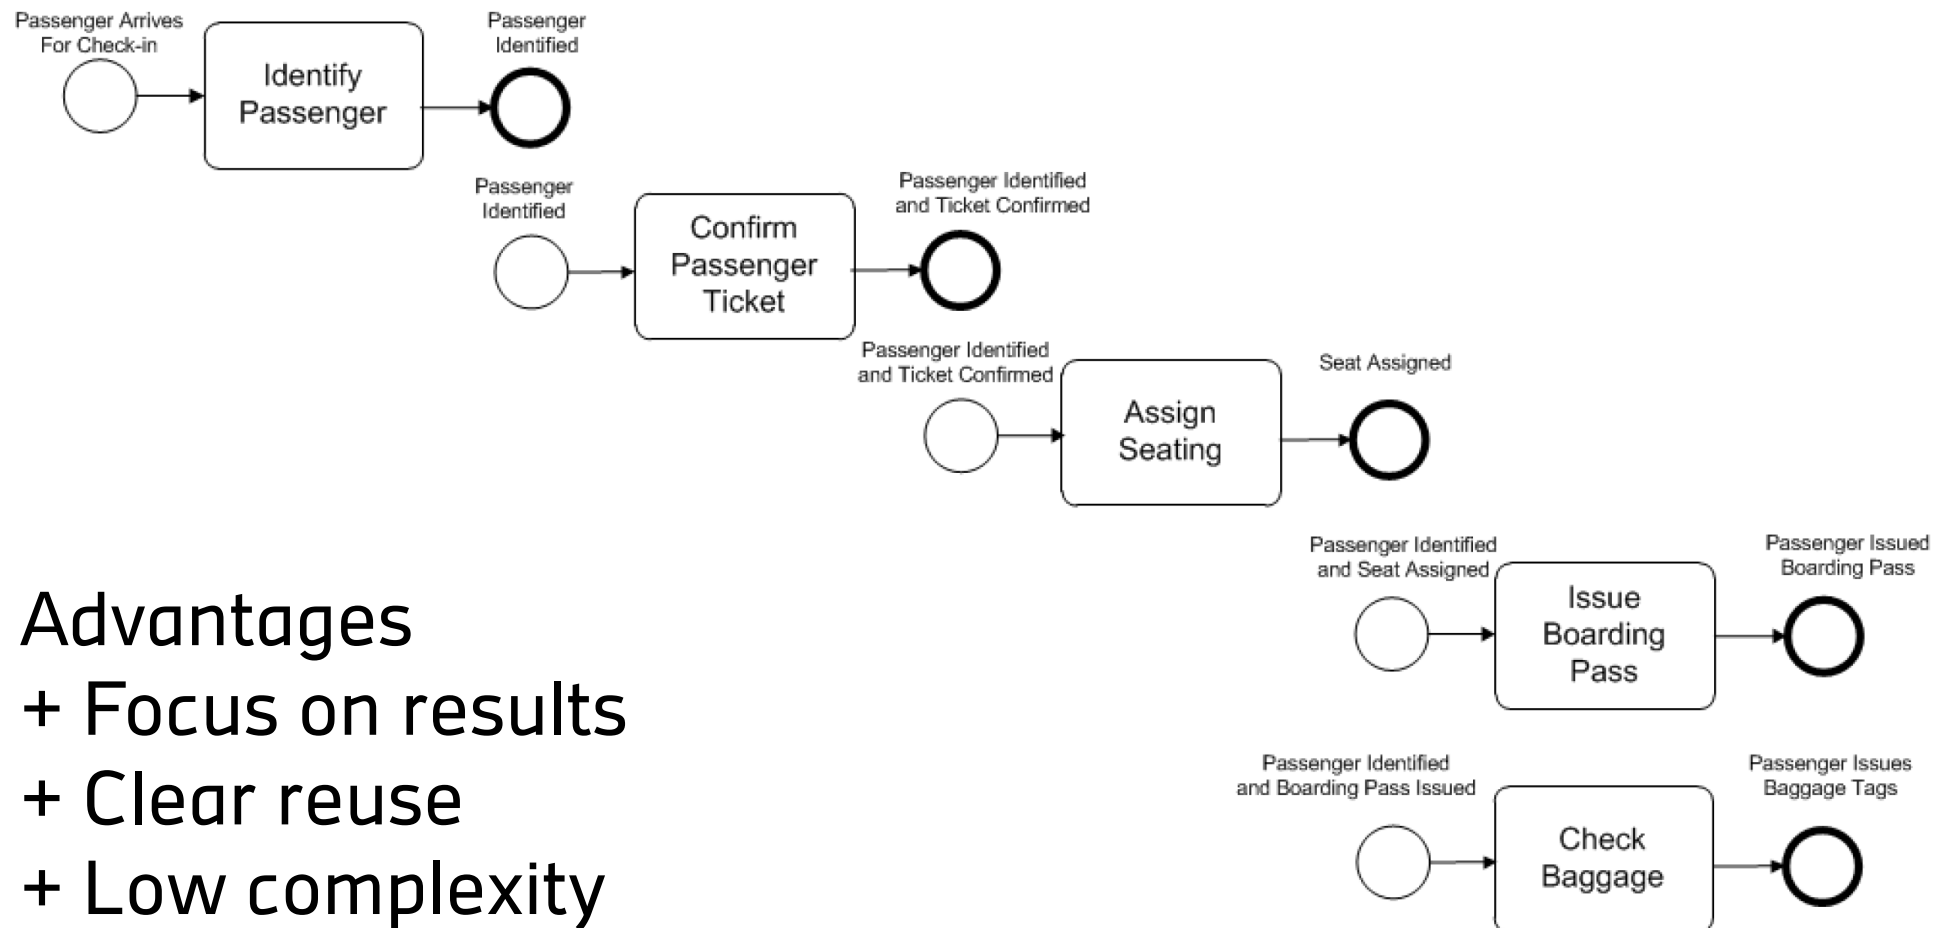 Passenger Arrives
For Check-in
Identify
Passenger
Passenger
Identified
Passenger
Identified
Confirm
Passenger
Ticket
Passenger Identified
and Ticket Confirmed
Passenger Identified
and Ticket Confirmed
Assign
Seating
Seat Assigned
Passenger Identified
and Seat Assigned
Issue
Boarding
Pass
Passenger Issued
Boarding Pass
Passenger Identified
and Boarding Pass Issued
Check
Baggage
Passenger Issues
Baggage Tags
Advantages
+ Focus on results
+ Clear reuse
+ Low complexity